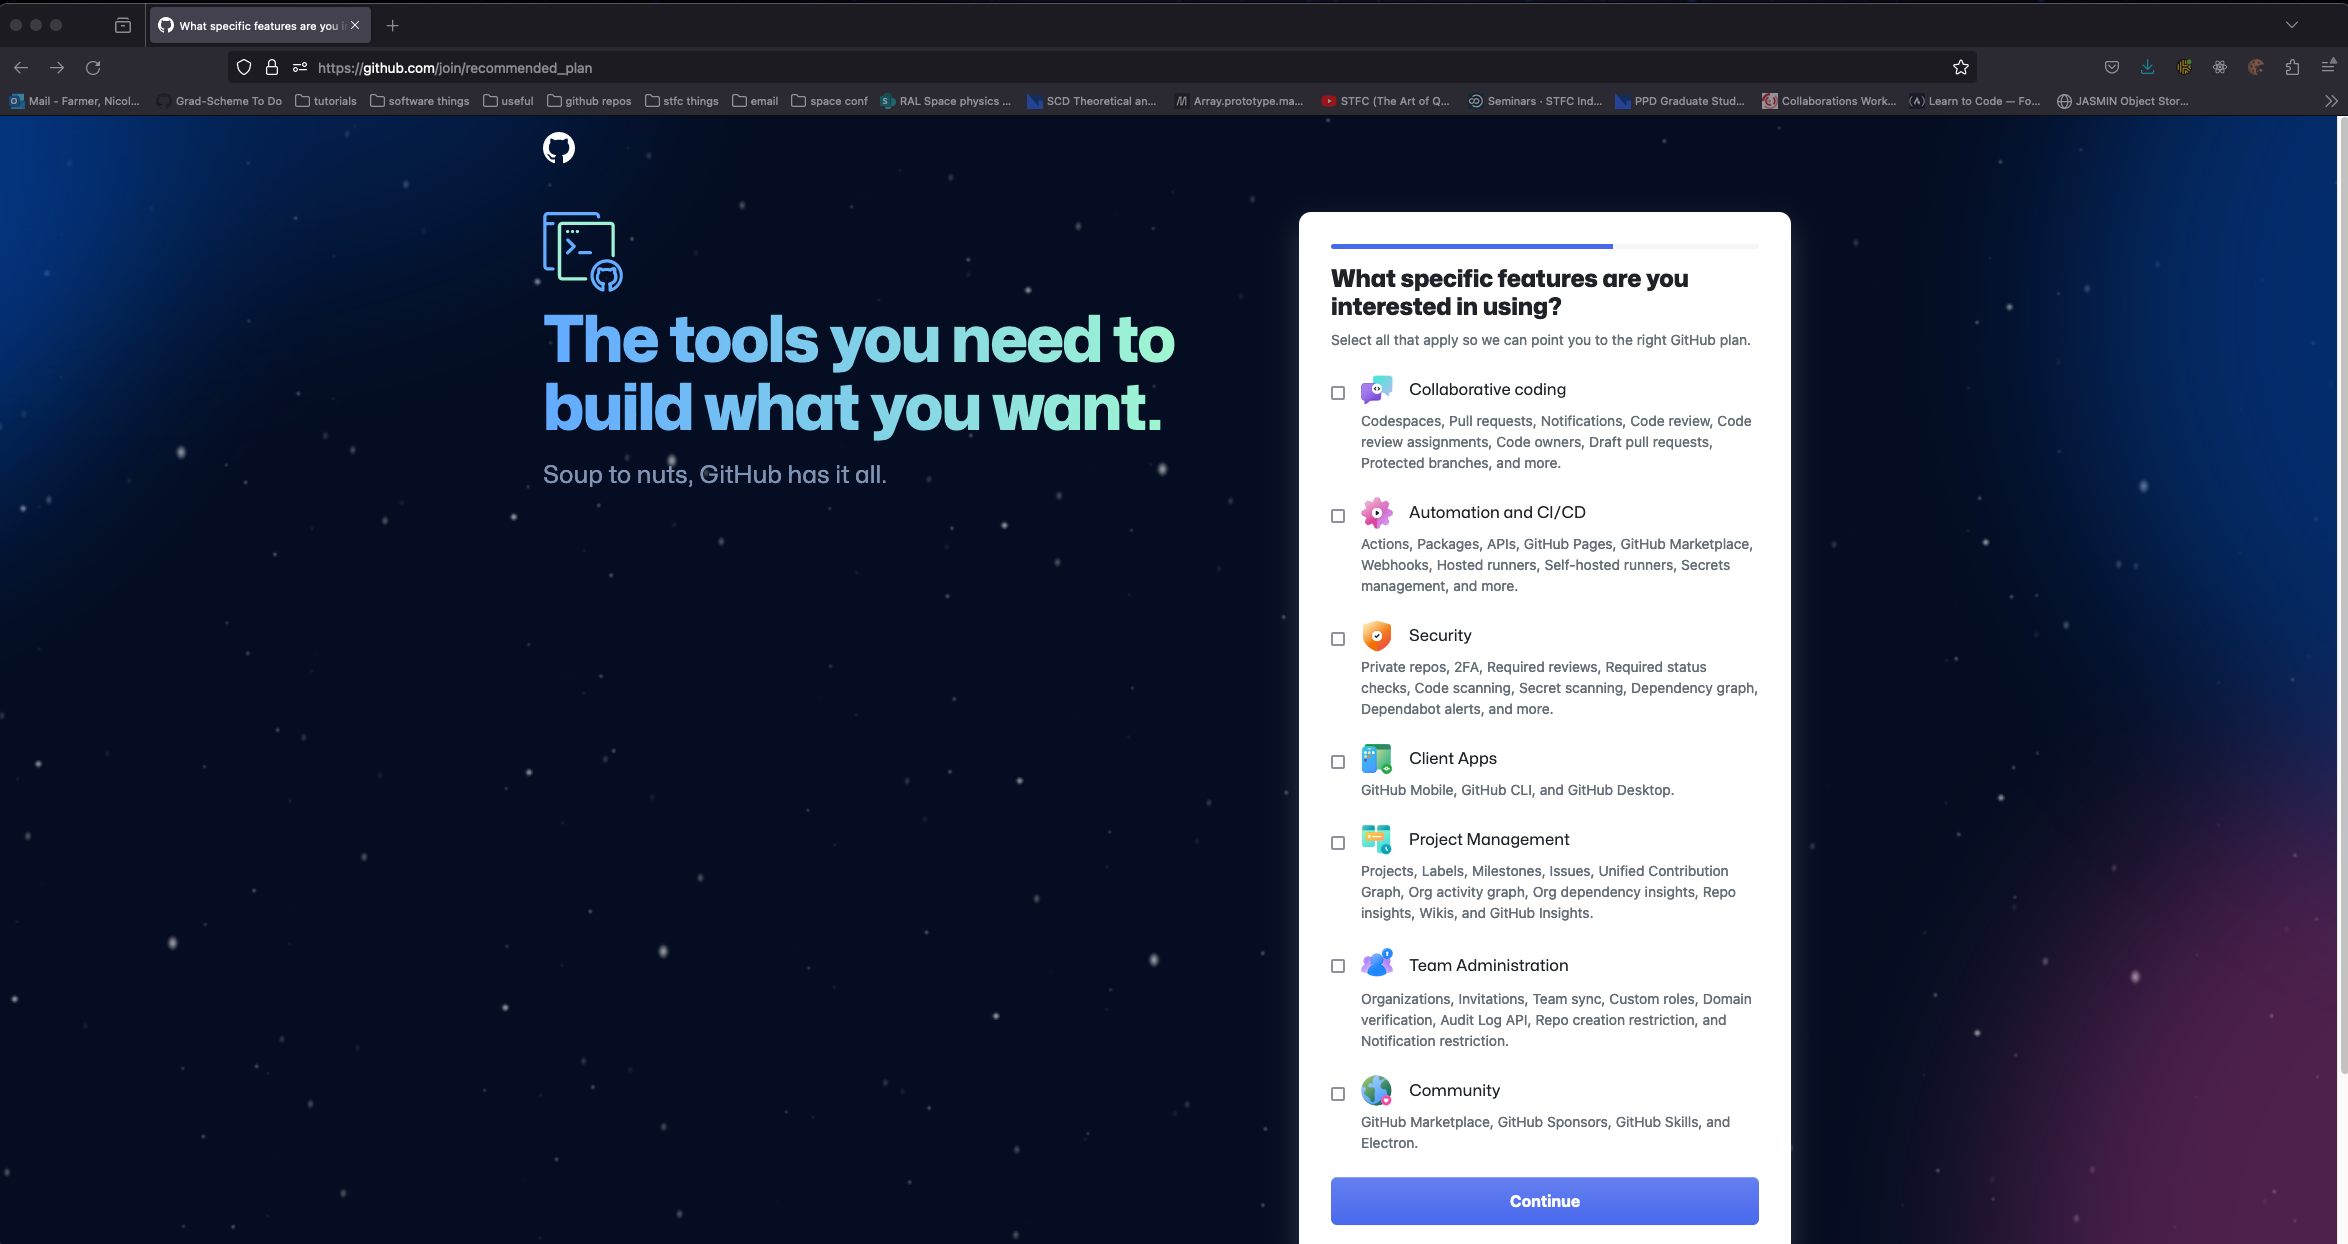 What specific features are you i
https://github.com/join/recommended_plan
Mail - Farmer, Nicol...
Grad-Scheme To Do
tutorials
software things
useful
github repos
stfc things
email
space conf
RAL Space physics ...
SCD Theoretical an...
Array.prototype.ma...
STFC (The Art of Q...
Seminars · STFC Ind...
PPD Graduate Stud...
Collaborations Work...
Learn to Code — Fo...
JASMIN Object Stor...
The tools you need to
build what you want.
Soup to nuts, GitHub has it all.
What specific features are you
interested in using?
Select all that apply so we can point you to the right GitHub plan.
Collaborative coding
Codespaces, Pull requests, Notifications, Code review, Code
review assignments, Code owners, Draft pull requests,
Protected branches, and more.
Automation and CI/CD
Actions, Packages, APIs, GitHub Pages, GitHub Marketplace,
Webhooks, Hosted runners, Self-hosted runners, Secrets
management, and more.
Security
Private repos, 2FA, Required reviews, Required status
checks, Code scanning, Secret scanning, Dependency graph,
Dependabot alerts, and more.
Client Apps
GitHub Mobile, GitHub CLI, and GitHub Desktop.
Project Management
Projects, Labels, Milestones, Issues, Unified Contribution
Graph, Org activity graph, Org dependency insights, Repo
insights, Wikis, and GitHub Insights.
Team Administration
Organizations, Invitations, Team sync, Custom roles, Domain
verification, Audit Log API, Repo creation restriction, and
Notification restriction.
Community
GitHub Marketplace, GitHub Sponsors, GitHub Skills, and
Electron.
Continue